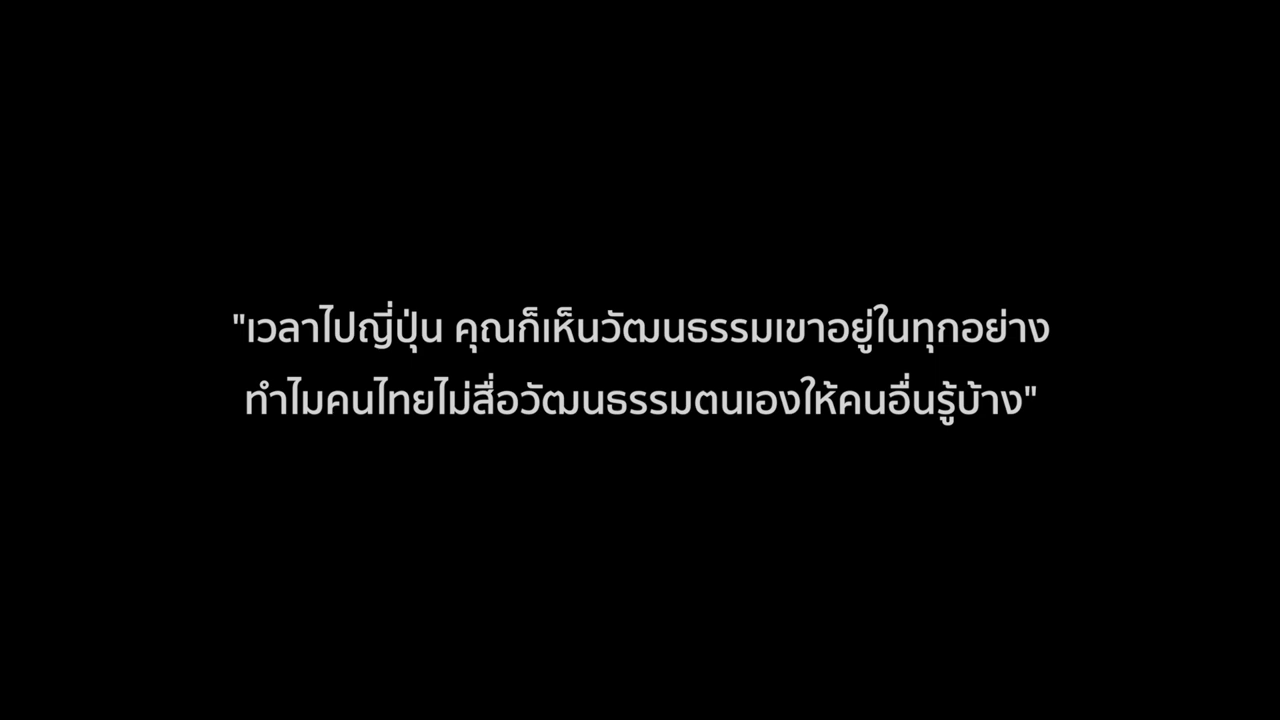 "เวลาไปญี่ปุ่น คุณก็เห็นวัฒนธรรมเขาอยู่ในทุกอย่าง
ทำไมคนไทยไม่สื่อวัฒนธรรมตนเองให้คนอื่นรู้บ้าง"